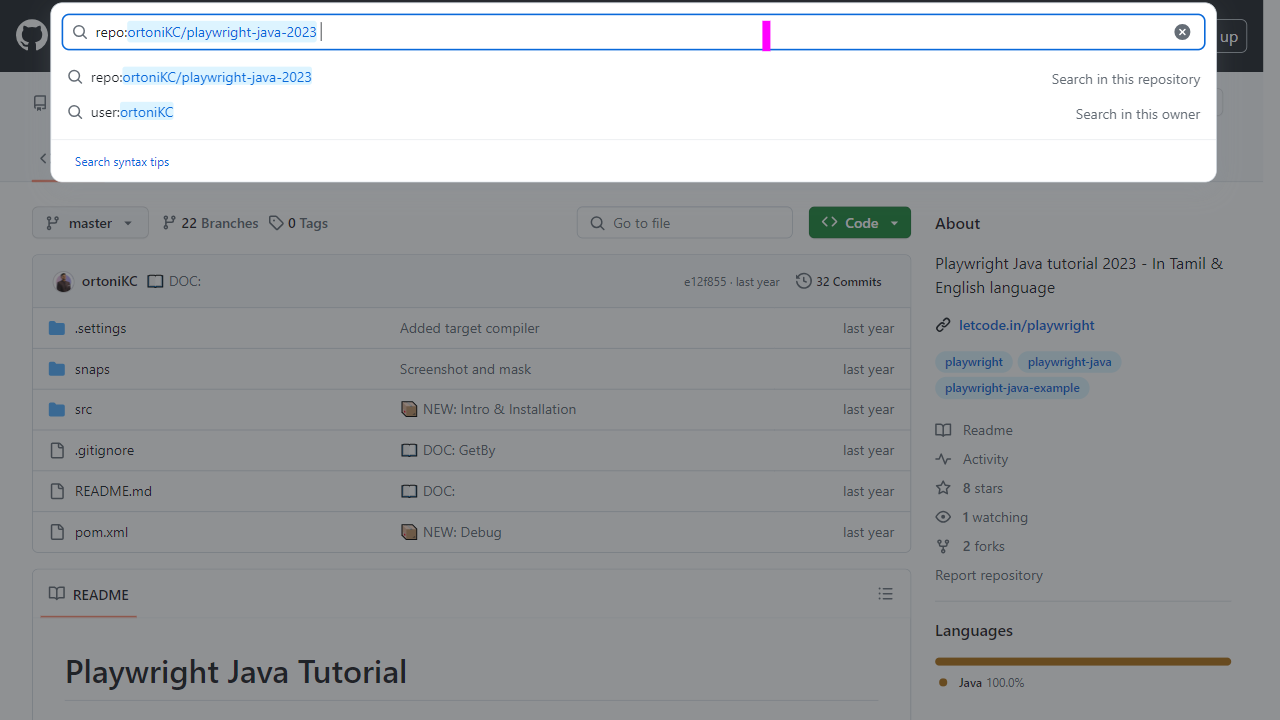 repo:ortoniKC/playwright-java-2023
up
repo:ortoniKC/playwright-java-2023 Search in this repository
user:ortoniKC Search in this owner
Search syntax tips
master 22 Branches 0 Tags Go to file Code
ortoniKC DOC: e12f855 · last year 32 Commits
.settings Added target compiler last year
snaps Screenshot and mask last year
src NEW: Intro & Installation last year
.gitignore DOC: GetBy last year
README.md DOC: last year
pom.xml NEW: Debug last year
README
Playwright Java Tutorial
About
Playwright Java tutorial 2023 - In Tamil &
English language
letcode.in/playwright
playwright playwright-java
playwright-java-example
Readme
Activity
8 stars
1 watching
2 forks
Report repository
Languages
Java 100.0%